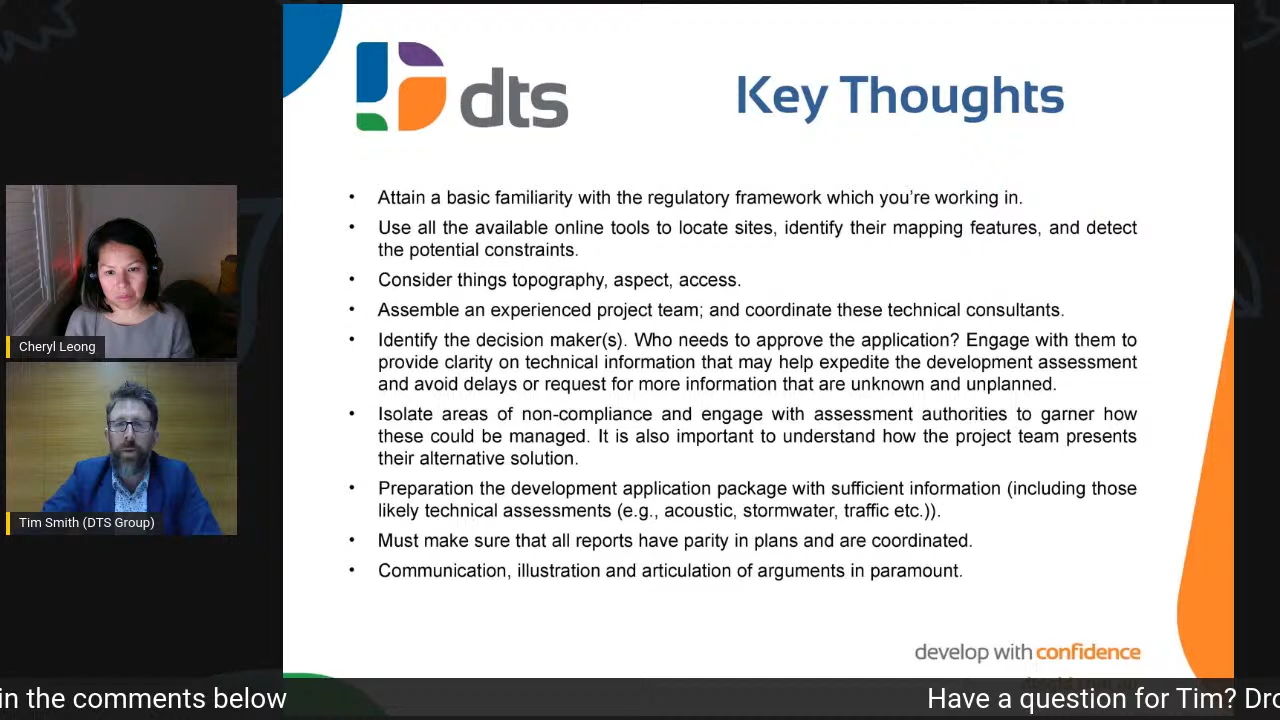 dts
Key Thoughts
• Attain a basic familiarity with the regulatory framework which you're working in.
• Use all the available online tools to locate sites, identify their mapping features, and detect
the potential constraints.
• Consider things topography, aspect, access.
• Assemble an experienced project team; and coordinate these technical consultants.
• Identify the decision maker(s). Who needs to approve the application? Engage with them to
provide clarity on technical information that may help expedite the development assessment
and avoid delays or request for more information that are unknown and unplanned.
• Isolate areas of non-compliance and engage with assessment authorities to garner how
these could be managed. It is also important to understand how the project team presents
their alternative solution.
• Preparation the development application package with sufficient information (including those
likely technical assessments (e.g., acoustic, stormwater, traffic etc.)).
• Must make sure that all reports have parity in plans and are coordinated.
• Communication, illustration and articulation of arguments in paramount.
Cheryl Leong
Tim Smith (DTS Group)
develop with confidence
in the comments below
Have a question for Tim? Dro